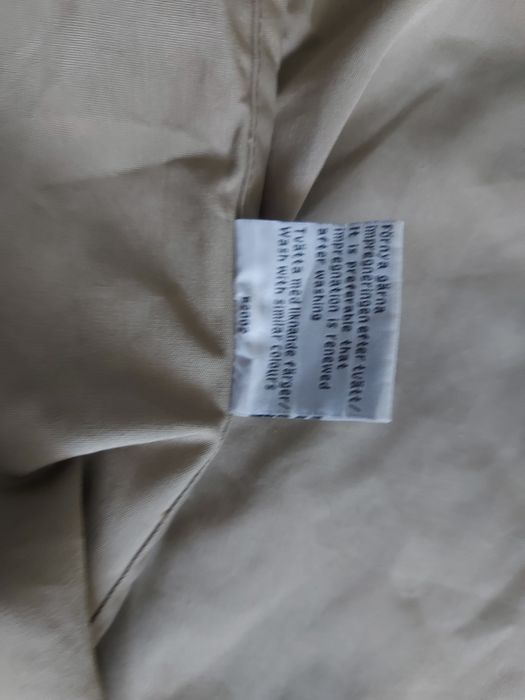 Förnya gärna
impregneringen efter tvätt/
it is preferable that
impregnation is renewed
after washing
Tvätta med liknande färger/
Wash with similar colours